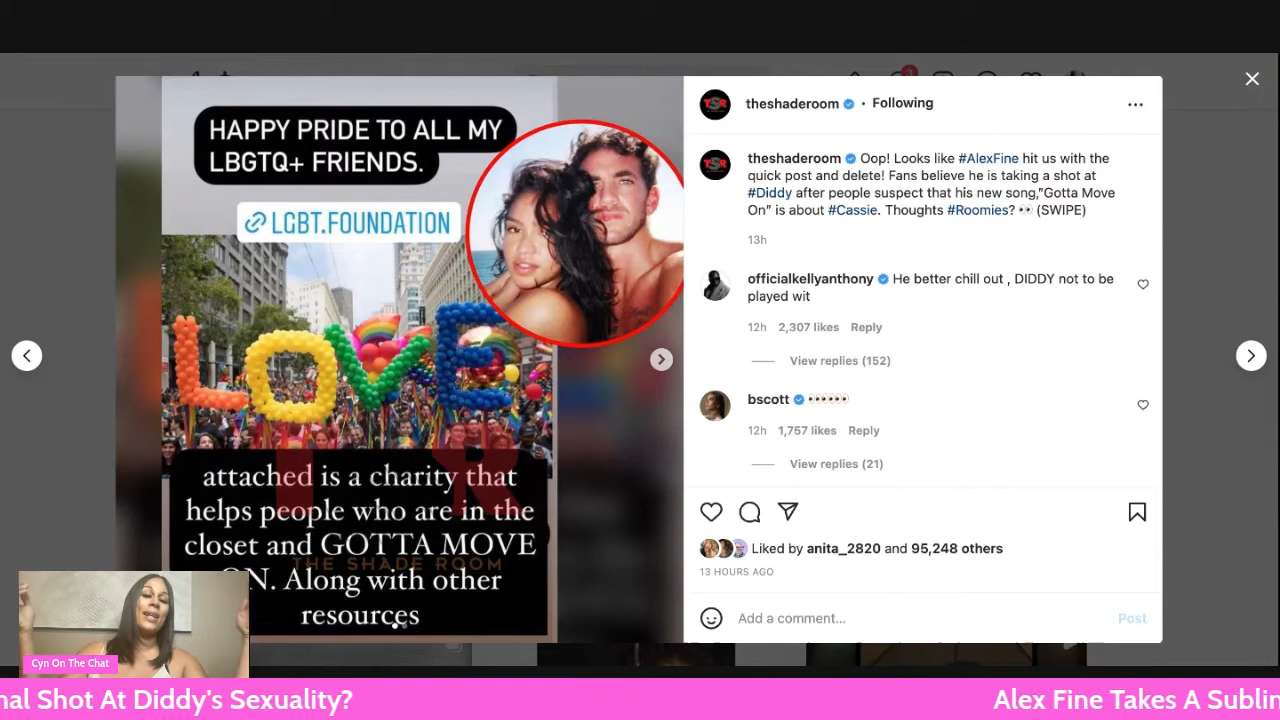 HAPPY PRIDE TO ALL MY
LBGTQ+ FRIENDS.
LGBT.FOUNDATION
LOVE
attached is a charity that
helps people who are in the
closet and GOTTA MOVE
ON. Along with other
resources
THE SHADE ROOM
TSR
theshaderoom • Following
TSR
theshaderoom Oop! Looks like #AlexFine hit us with the
quick post and delete! Fans believe he is taking a shot at
#Diddy after people suspect that his new song,"Gotta Move
On" is about #Cassie. Thoughts #Roomies? 👀 (SWIPE)
13h
officialkellyanthony He better chill out , DIDDY not to be
played wit
12h 2,307 likes Reply
View replies (152)
bscott 👀👀👀
12h 1,757 likes Reply
View replies (21)
Liked by anita_2820 and 95,248 others
13 HOURS AGO
Add a comment... Post
Cyn On The Chat
nal Shot At Diddy's Sexuality? Alex Fine Takes A Sublin